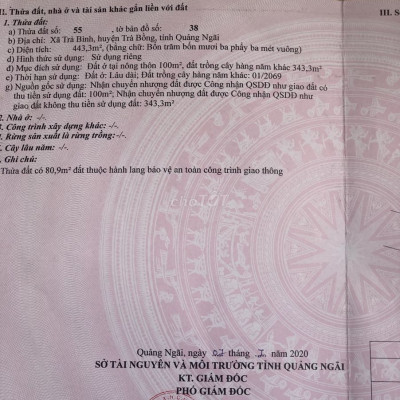 II. Thửa đất, nhà ở và tài sản khác gắn liền với đất
1. Thửa đất:
a) Thửa đất số: 55 , tờ bản đồ số: 38
b) Địa chỉ: Xã Trà Bình, huyện Trà Bồng, tỉnh Quảng Ngãi
c) Diện tích: 443,3m², (bằng chữ: Bốn trăm bốn mươi ba phẩy ba mét vuông)
d) Hình thức sử dụng: Sử dụng riêng
đ) Mục đích sử dụng: Đất ở tại nông thôn 100m²; đất trồng cây hàng năm khác 343,3m²
e) Thời hạn sử dụng: Đất ở: Lâu dài; Đất trồng cây hàng năm khác: 01/2069
g) Nguồn gốc sử dụng: Nhận chuyển nhượng đất được Công nhận QSDĐ như giao đất có
thu tiền sử dụng đất: 100m²; Nhận chuyển nhượng đất được Công nhận QSDĐ như
giao đất không thu tiền sử dụng đất: 343,3m²
2. Nhà ở: -/-.
3. Công trình xây dựng khác: -/-.
4. Rừng sản xuất là rừng trồng: -/-.
5. Cây lâu năm: -/-.
6. Ghi chú:
Thửa đất có 80,9m² đất thuộc hành lang bảo vệ an toàn công trình giao thông
III. S
choTỐT
Quảng Ngãi, ngày tháng năm 2020
SỞ TÀI NGUYÊN VÀ MÔI TRƯỜNG TỈNH QUẢNG NGÃI
KT. GIÁM ĐỐC
PHÓ GIÁM ĐỐC